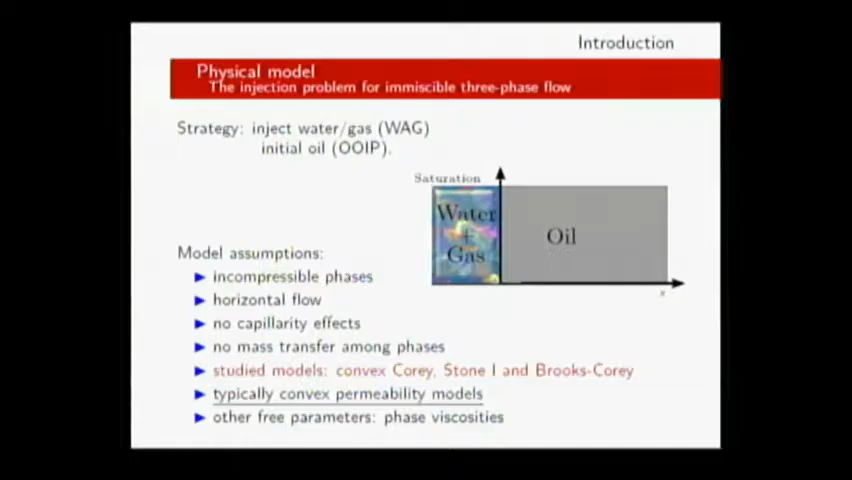 Introduction
Physical model
The injection problem for immiscible three-phase flow
Strategy: inject water/gas (WAG)
initial oil (OOIP).
Saturation
Water
+
Gas
Oil
x
Model assumptions:
▶ incompressible phases
▶ horizontal flow
▶ no capillarity effects
▶ no mass transfer among phases
▶ studied models: convex Corey, Stone I and Brooks-Corey
▶ typically convex permeability models
▶ other free parameters: phase viscosities